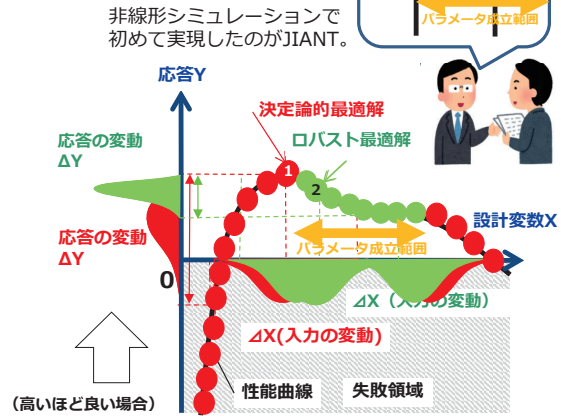 非線形シミュレーションで
初めて実現したのがJIANT。
パラメータ成立範囲
応答Y
決定論的最適解
ロバスト最適解
応答の変動
ΔY
1
2
設計変数X
応答の変動
ΔY
パラメータ成立範囲
0
⊿X（入力の変動）
⊿X(入力の変動)
性能曲線
失敗領域
（高いほど良い場合）